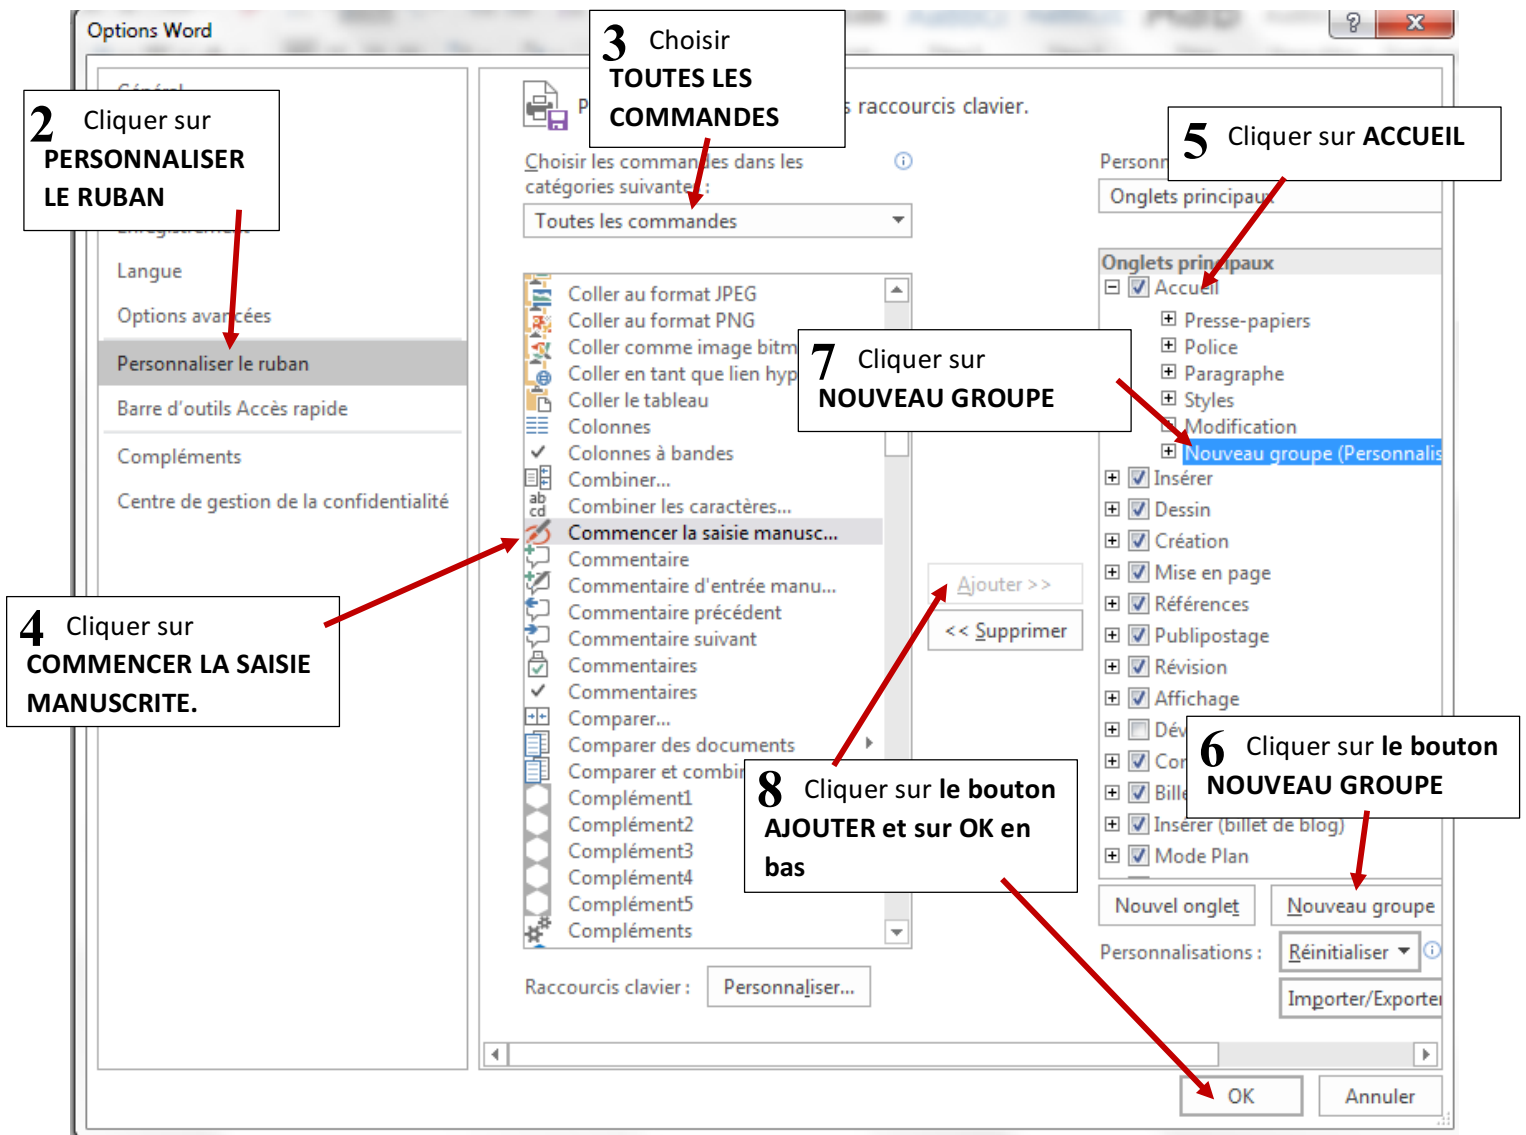 Options Word
3 Choisir
TOUTES LES
COMMANDES
2 Cliquer sur
PERSONNALISER
LE RUBAN
Langue
Options avancées
Personnaliser le ruban
Barre d'outils Accès rapide
Compléments
Centre de gestion de la confidentialité
4 Cliquer sur
COMMENCER LA SAISIE
MANUSCRITE.
raccourcis clavier.
Choisir les commandes dans les
catégories suivantes :
Toutes les commandes
Coller au format JPEG
Coller au format PNG
Coller comme image bitm
Coller en tant que lien hyp
Coller le tableau
Colonnes
Colonnes à bandes
Combiner...
ab
cd
Combiner les caractères...
Commencer la saisie manusc...
Commentaire
Commentaire d'entrée manu...
Commentaire précédent
Commentaire suivant
Commentaires
Commentaires
Comparer...
Comparer des documents
Comparer et combin
Complément1
Complément2
Complément3
Complément4
Complément5
Compléments
Raccourcis clavier :
Personnaliser...
7 Cliquer sur
NOUVEAU GROUPE
Ajouter >>
<< Supprimer
8 Cliquer sur le bouton
AJOUTER et sur OK en
bas
5 Cliquer sur ACCUEIL
Personn
Onglets principaux
Onglets principaux
Accueil
Presse-papiers
Police
Paragraphe
Styles
Modification
Nouveau groupe (Personnalis
Insérer
Dessin
Création
Mise en page
Références
Publipostage
Révision
Affichage
Dév
Cor
Bille
Insérer (billet de blog)
Mode Plan
6 Cliquer sur le bouton
NOUVEAU GROUPE
Nouvel onglet
Nouveau groupe
Personnalisations :
Réinitialiser
Importer/Exporter
OK
Annuler